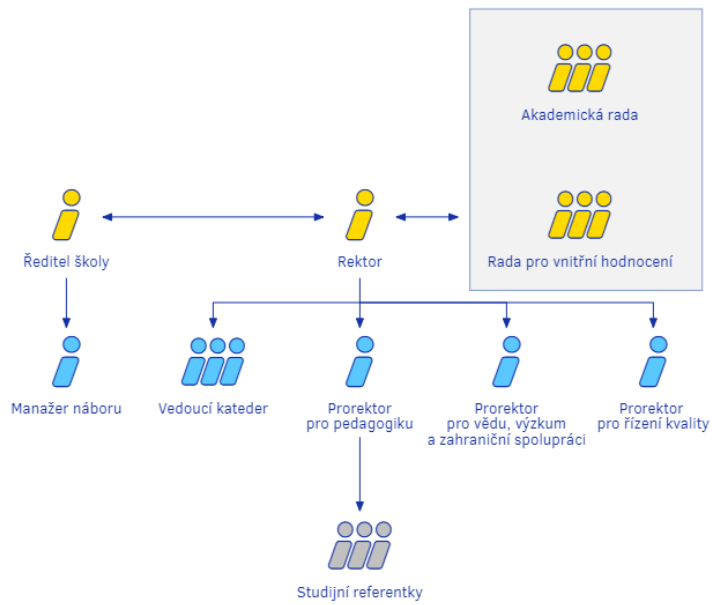 Akademická rada
Ředitel školy
Rektor
Rada pro vnitřní hodnocení
Manažer náboru
Vedoucí kateder
Prorektor
pro pedagogiku
Prorektor
pro vědu, výzkum
a zahraniční spolupráci
Prorektor
pro řízení kvality
Studijní referentky